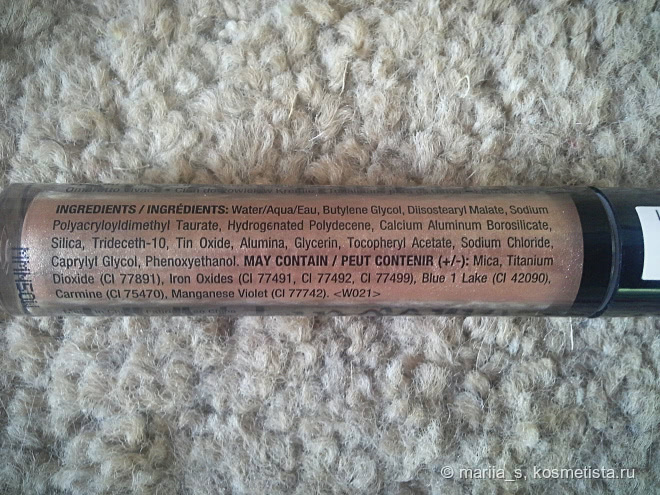 INGREDIENTS / INGRÉDIENTS: Water/Aqua/Eau, Butylene Glycol, Diisostearyl Malate, Sodium
Polyacryloyldimethyl Taurate, Hydrogenated Polydecene, Calcium Aluminum Borosilicate,
Silica, Trideceth-10, Tin Oxide, Alumina, Glycerin, Tocopheryl Acetate, Sodium Chloride,
Caprylyl Glycol, Phenoxyethanol. MAY CONTAIN / PEUT CONTENIR (+/-): Mica, Titanium
Dioxide (CI 77891), Iron Oxides (CI 77491, CI 77492, CI 77499), Blue 1 Lake (CI 42090),
Carmine (CI 75470), Manganese Violet (CI 77742). <W021>
© mariia_s, kosmetista.ru